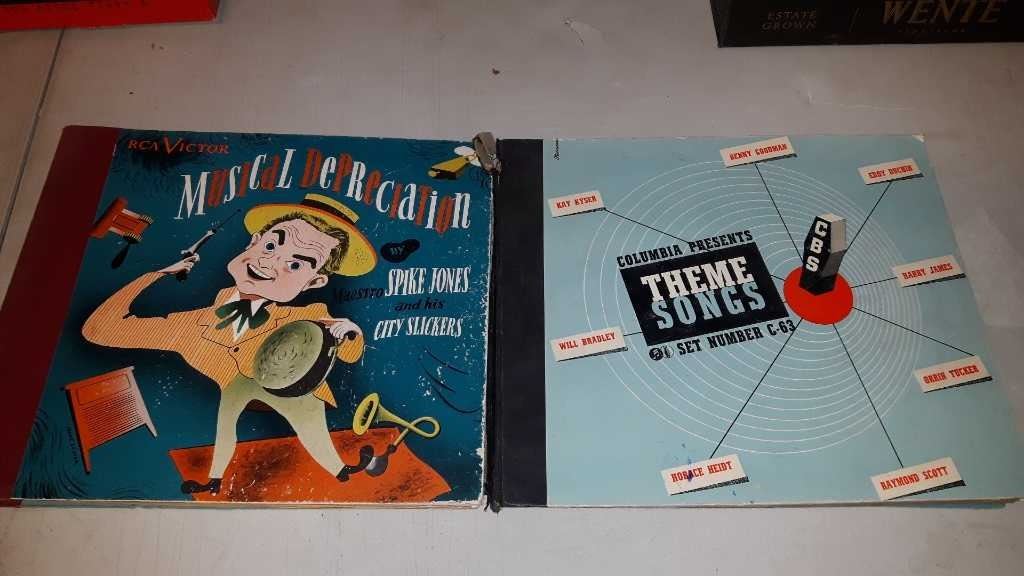 ESTATE
GROWN
WENTE
RCA VICTOR
MUSICAL DEPRECIATION
BY
MAESTRO SPIKE JONES
and his
CITY SLICKERS
BENNY GOODMAN
EDDY DUCHIN
KAY KYSER
CBS
COLUMBIA PRESENTS
THEME
SONGS
SET NUMBER C-63
HARRY JAMES
WILL BRADLEY
ORRIN TUCKER
HORACE HEIDT
RAYMOND SCOTT